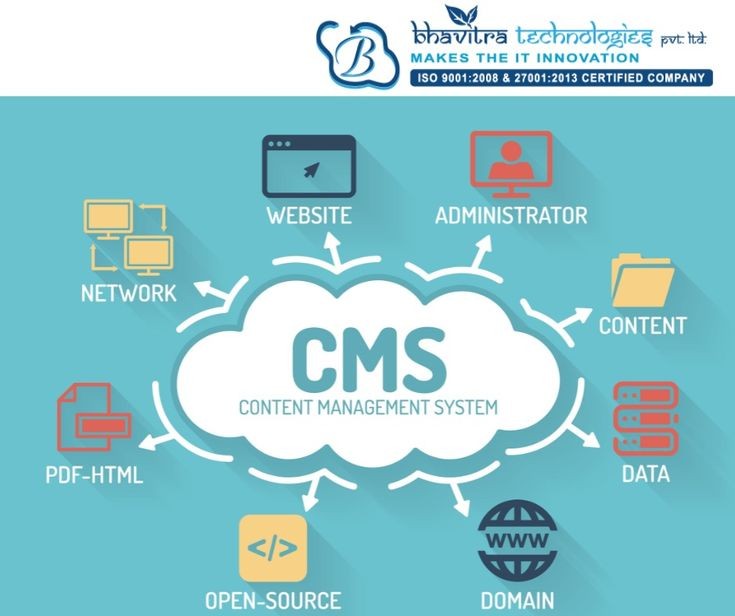 B
bhavitra technologies pvt. ltd.
MAKES THE IT INNOVATION
ISO 9001:2008 & 27001:2013 CERTIFIED COMPANY
WEBSITE
ADMINISTRATOR
NETWORK
CONTENT
CMS
CONTENT MANAGEMENT SYSTEM
PDF-HTML
DATA
</>
WWW
OPEN-SOURCE
DOMAIN